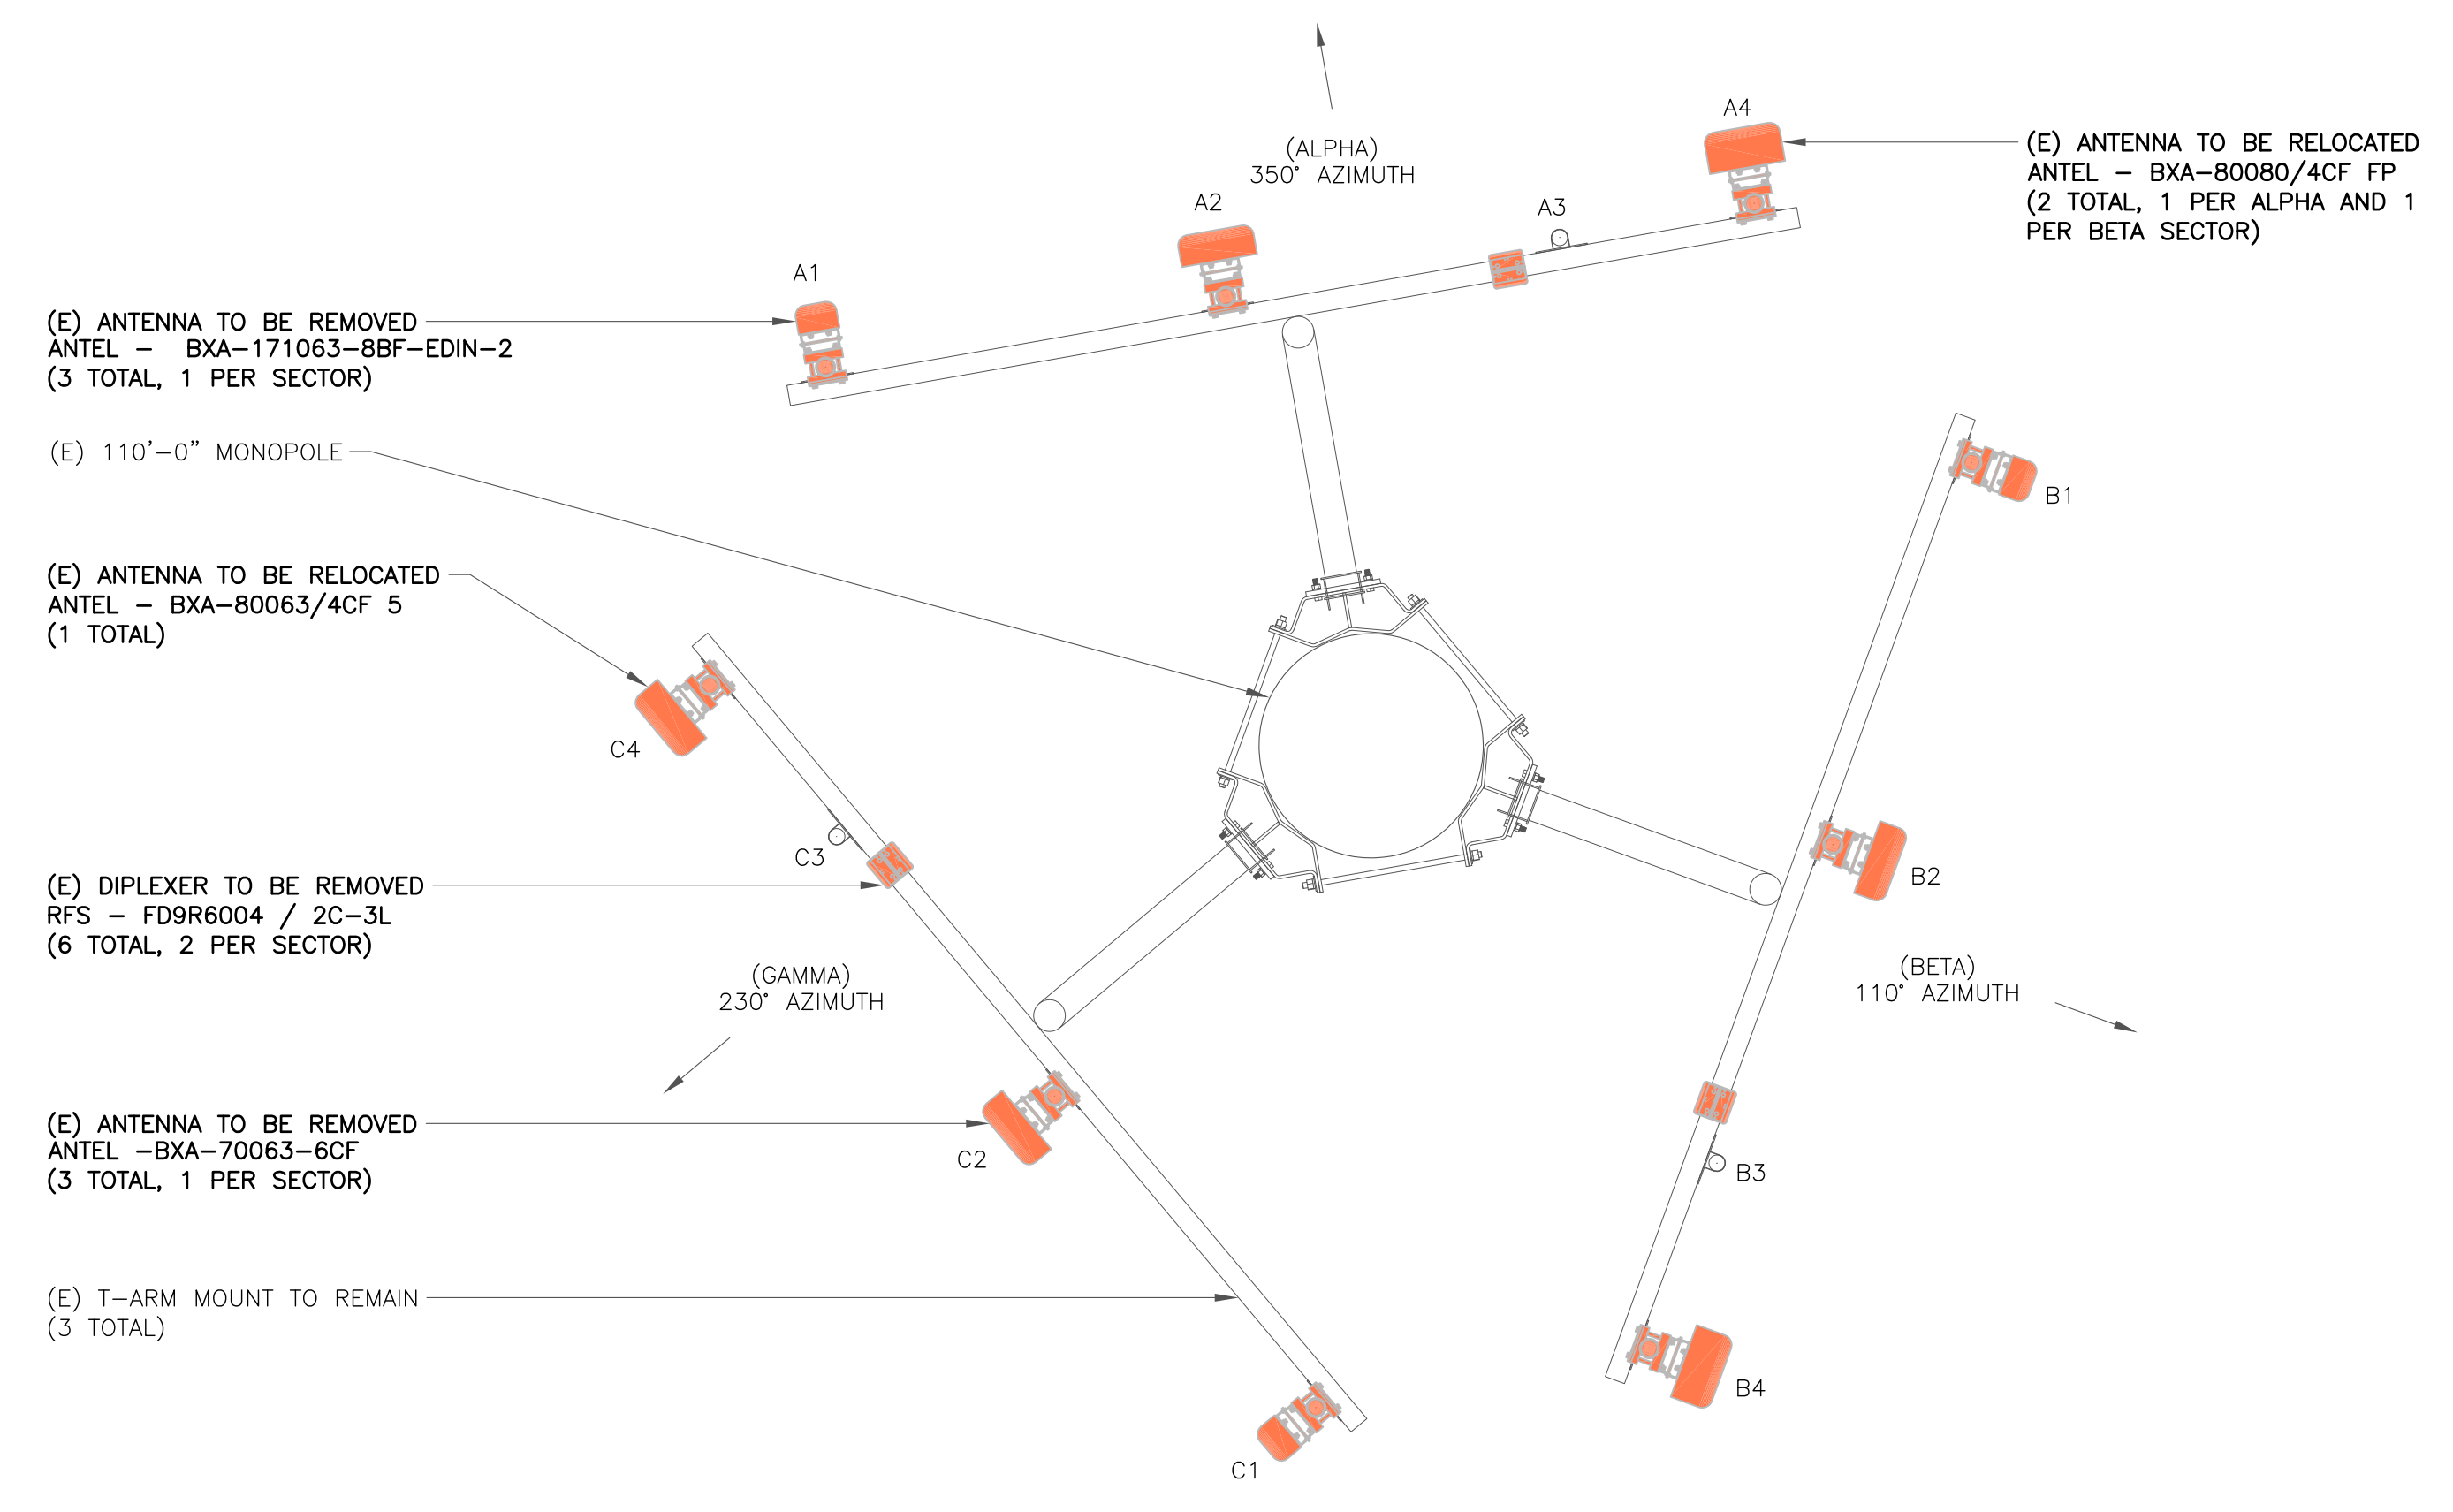 (ALPHA)
350° AZIMUTH
A1
A2
A3
A4
(E) ANTENNA TO BE RELOCATED
ANTEL - BXA-80080/4CF FP
(2 TOTAL, 1 PER ALPHA AND 1
PER BETA SECTOR)
(E) ANTENNA TO BE REMOVED
ANTEL - BXA-171063-8BF-EDIN-2
(3 TOTAL, 1 PER SECTOR)
(E) 110'-0" MONOPOLE
(E) ANTENNA TO BE RELOCATED
ANTEL - BXA-80063/4CF 5
(1 TOTAL)
(E) DIPLEXER TO BE REMOVED
RFS - FD9R6004 / 2C-3L
(6 TOTAL, 2 PER SECTOR)
(E) ANTENNA TO BE REMOVED
ANTEL -BXA-70063-6CF
(3 TOTAL, 1 PER SECTOR)
(E) T-ARM MOUNT TO REMAIN
(3 TOTAL)
C4
C3
(GAMMA)
230° AZIMUTH
C2
C1
B1
B2
(BETA)
110° AZIMUTH
B3
B4